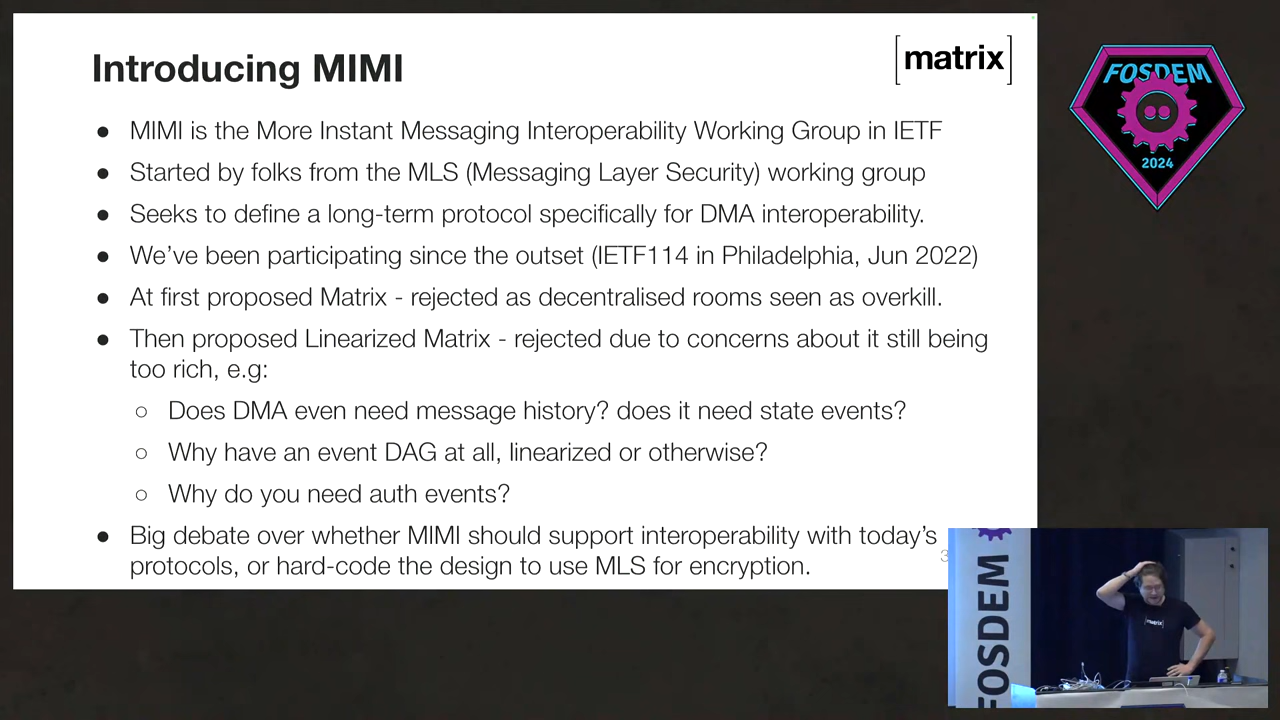 Introducing MIMI
[matrix]
● MIMI is the More Instant Messaging Interoperability Working Group in IETF
● Started by folks from the MLS (Messaging Layer Security) working group
● Seeks to define a long-term protocol specifically for DMA interoperability.
● We've been participating since the outset (IETF114 in Philadelphia, Jun 2022)
● At first proposed Matrix - rejected as decentralised rooms seen as overkill.
● Then proposed Linearized Matrix - rejected due to concerns about it still being
too rich, e.g:
○ Does DMA even need message history? does it need state events?
○ Why have an event DAG at all, linearized or otherwise?
○ Why do you need auth events?
● Big debate over whether MIMI should support interoperability with today's
protocols, or hard-code the design to use MLS for encryption.
3
FOSDEM
2024
FOSDEM
[matrix]